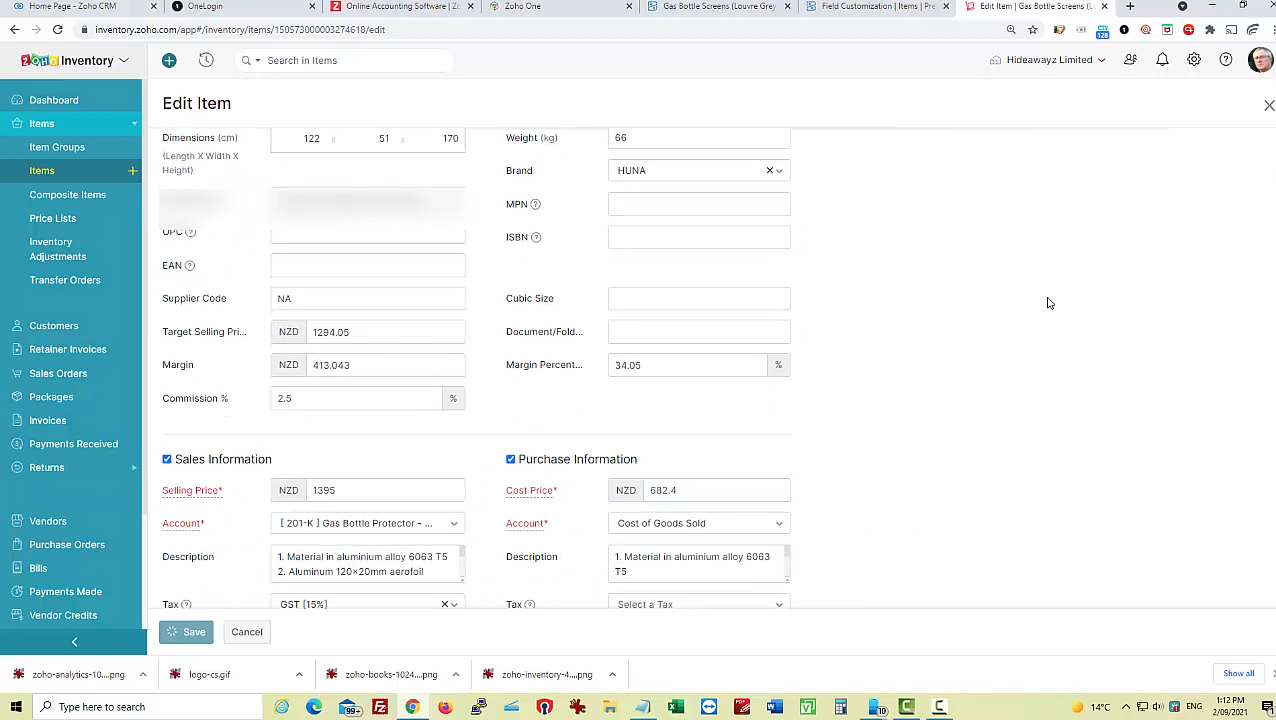 Home Page - Zoho CRM × OneLogin × Online Accounting Software | Z × Zoho One × Gas Bottle Screens (Louvre Grey × Field Customization | Items | Pre × Edit Item | Gas Bottle Screens (Lo × +
inventory.zoho.com/app#/inventory/items/150573000003274618/edit
ZOHO Inventory Search in Items Hideawayz Limited
Edit Item
Dashboard
Items
Item Groups
Items +
Composite Items
Price Lists
Inventory
Adjustments
Transfer Orders
Customers
Retainer Invoices
Sales Orders
Packages
Invoices
Payments Received
Returns
Vendors
Purchase Orders
Bills
Payments Made
Vendor Credits
Dimensions (cm) 122 x 51 x 170 Weight (kg) 66
(Length X Width X
Height)
Brand HUNA
MPN
UPC ISBN
EAN
Supplier Code NA Cubic Size
Target Selling Pri... NZD 1294.05 Document/Fold...
Margin NZD 413.043 Margin Percent... 34.05 %
Commission % 2.5 %
Sales Information Purchase Information
Selling Price* NZD 1395 Cost Price* NZD 682.4
Account* [ 201-K ] Gas Bottle Protector - ... Account* Cost of Goods Sold
Description 1. Material in aluminium alloy 6063 T5
2. Aluminum 120×20mm aerofoil
Description 1. Material in aluminium alloy 6063
T5
Tax GST [15%] Tax Select a Tax
Save Cancel
zoho-analytics-10....png logo-cs.gif zoho-books-1024....png zoho-inventory-4....png Show all
Type here to search 99+ 10 14°C ENG 1:12 PM
2/09/2021